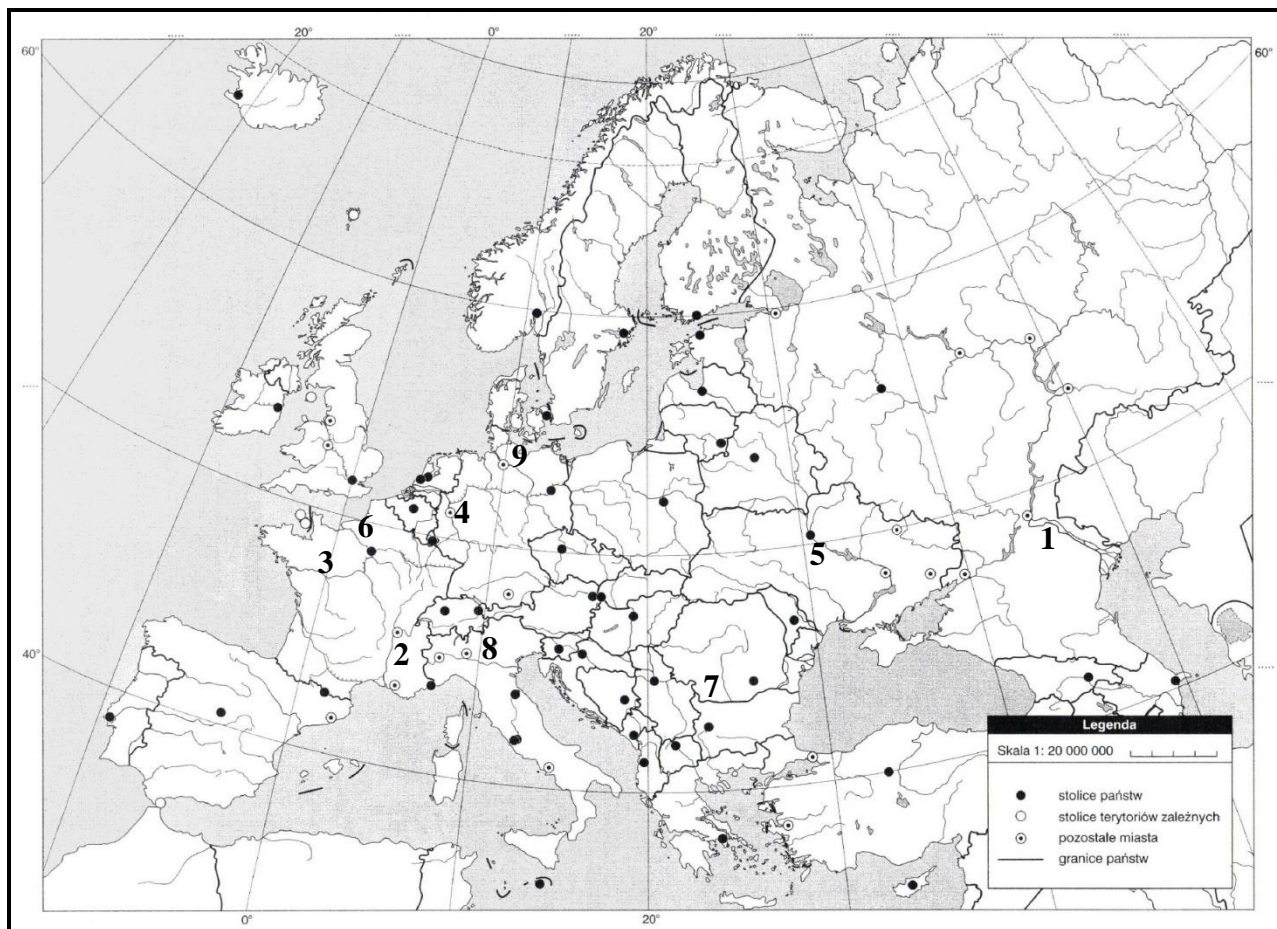 20° 0° 20°
60° 60°
9
4
6
1
5
3
2 8
40°
7
Legenda
Skala 1: 20 000 000
stolice państw
stolice terytoriów zależnych
pozostałe miasta
granice państw
0° 20°